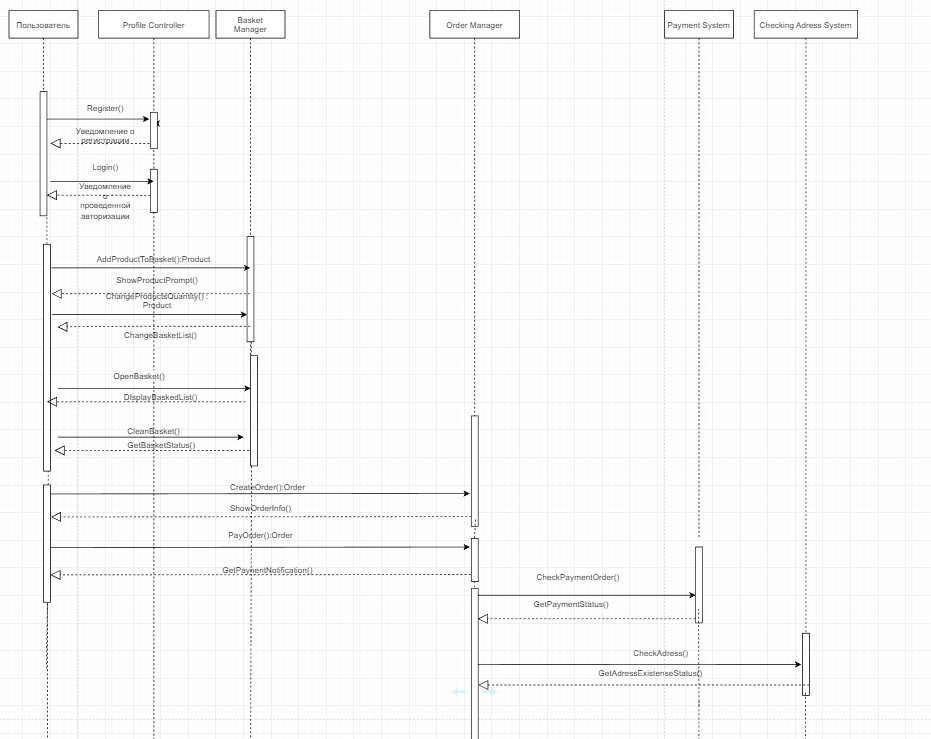 Пользователь
Profile Controller
Basket
Manager
Order Manager
Payment System
Checking Adress System
Register()
Уведомление о
регистрации
Login()
Уведомление
о
проведенной
авторизации
AddProductToBasket():Product
ShowProductPrompt()
ChangeProductsQuantity() :
Product
ChangeBasketList()
OpenBasket()
DIsplayBaskedList()
CleanBasket()
GetBasketStatus()
CreateOrder():Order
ShowOrderInfo()
PayOrder():Order
GetPaymentNotification()
CheckPaymentOrder()
GetPaymentStatus()
CheckAdress()
GetAdressExistenseStatus()